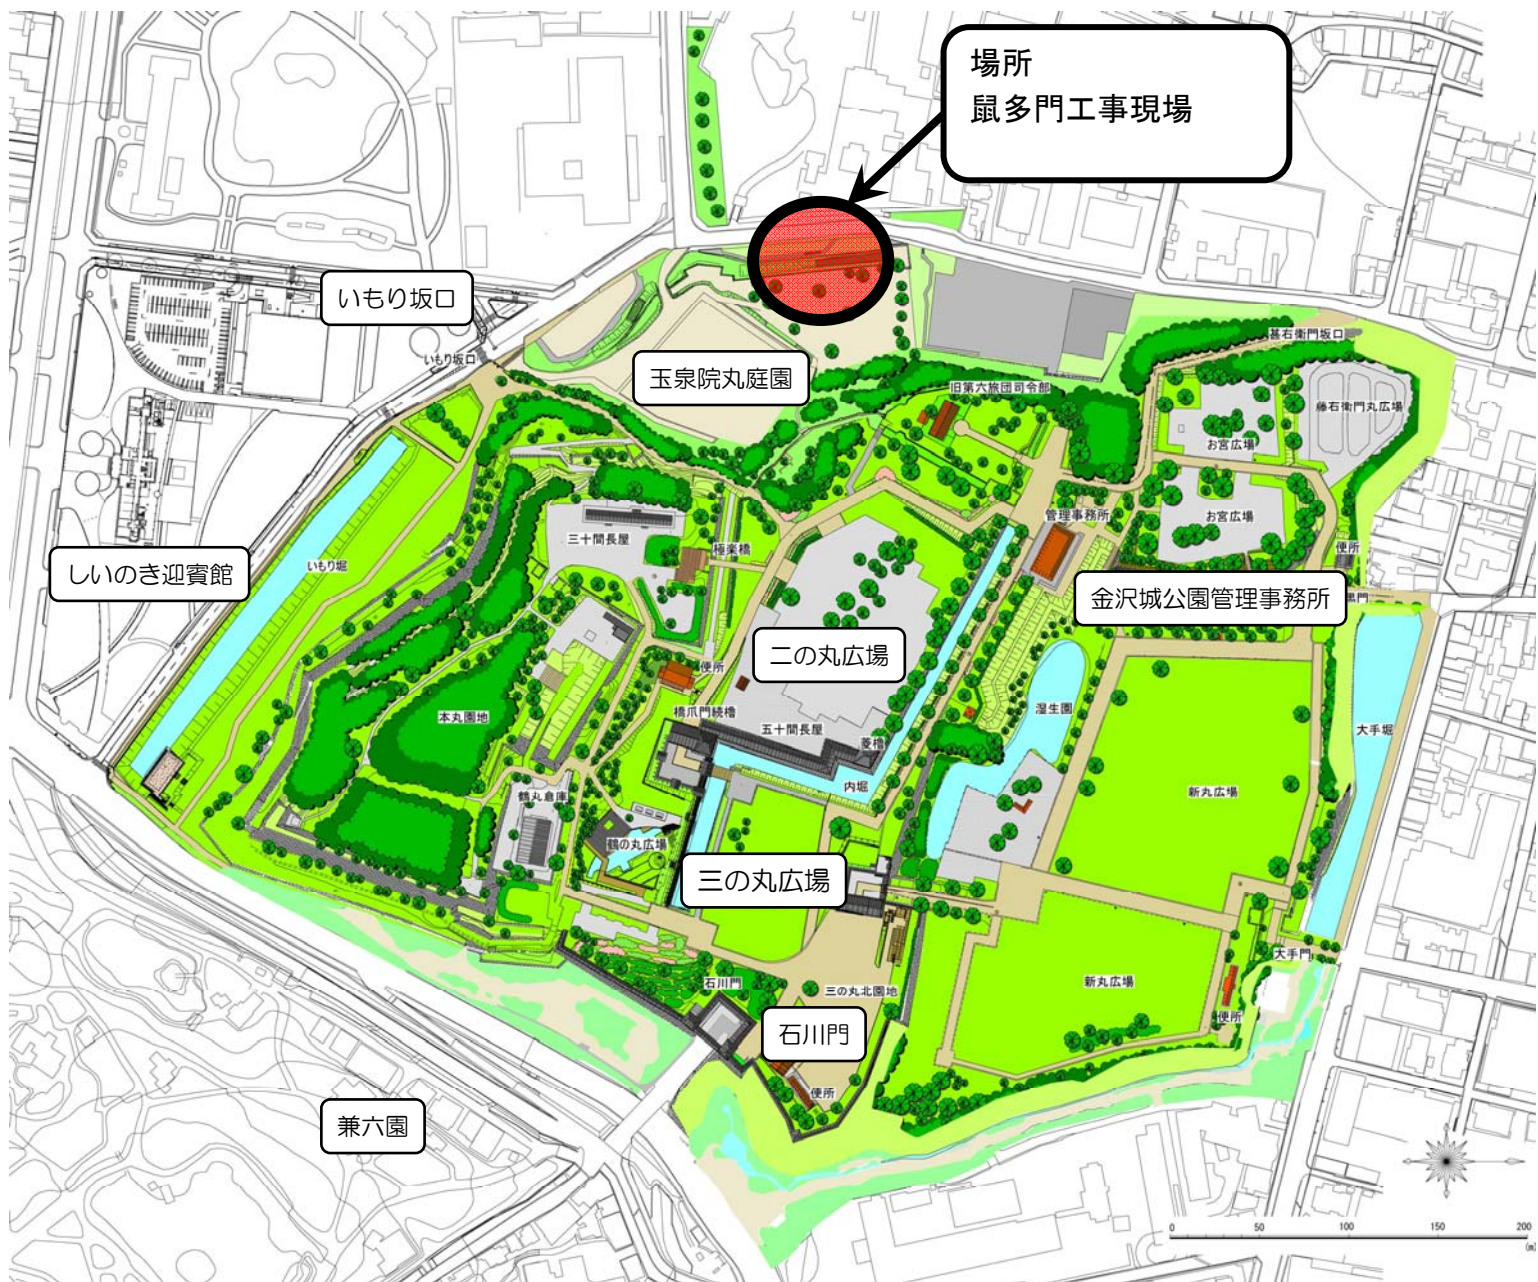 場所
鼠多門工事現場
いもり坂口
いもり坂口
玉泉院丸庭園
旧第六旅団司令部
甚右衛門坂口
藤右衛門丸広場
お宮広場
お宮広場
管理事務所
便所
黒門
金沢城公園管理事務所
しいのき迎賓館
いもり堀
三十間長屋
極楽橋
二の丸広場
便所
本丸園地
橋爪門続櫓
五十間長屋
菱櫓
湿生園
大手堀
内堀
新丸広場
鶴丸倉庫
鶴の丸広場
三の丸広場
石川門
三の丸北園地
新丸広場
大手門
便所
石川門
便所
兼六園
0 50 100 150 200
(m)